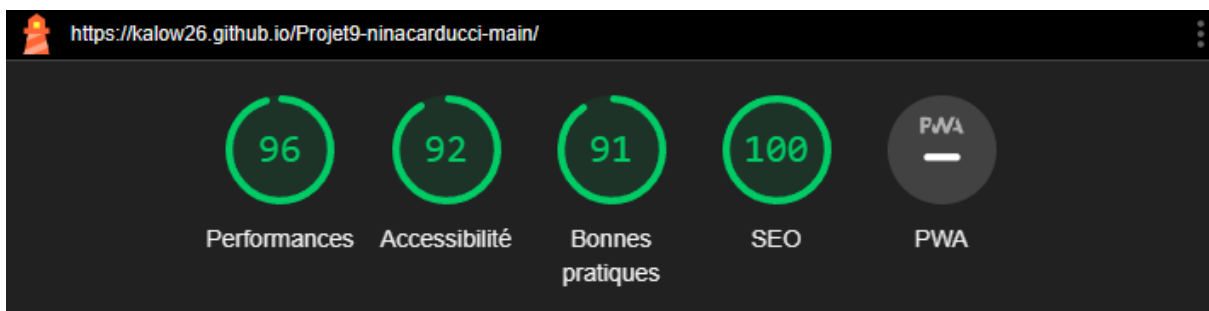 https://kalow26.github.io/Projet9-ninacarducci-main/
96 92 91 100 PWA
Performances Accessibilité Bonnes pratiques SEO PWA